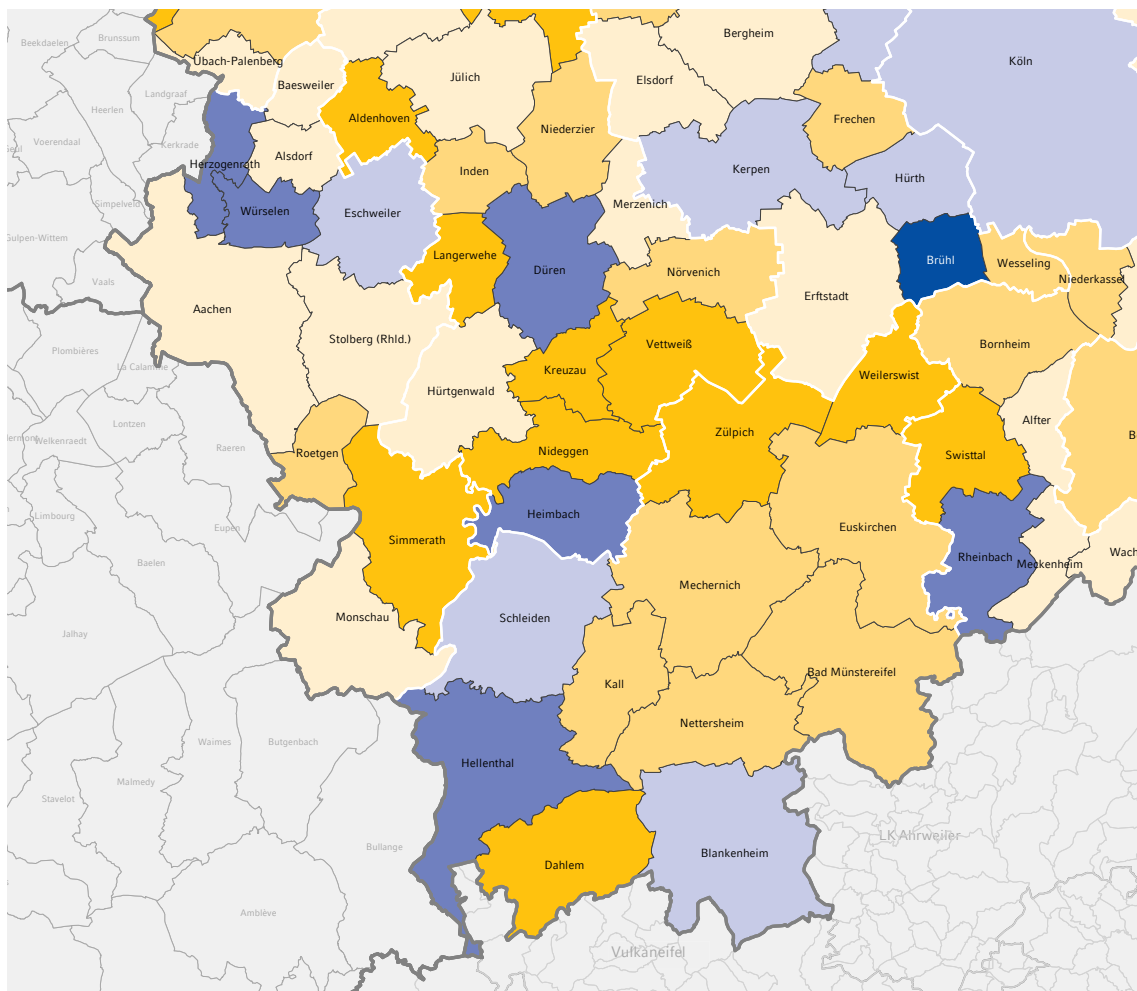 Beekdaelen
Brunssum
Bergheim
Köln
Übach-Palenberg
Baesweiler
Jülich
Elsdorf
Landgraaf
Heerlen
Aldenhoven
Frechen
Niederzier
Voerendaal
Kerkrade
Alsdorf
Herzogenrath
Inden
Kerpen
Hürth
Simpelveld
Würselen
Eschweiler
Merzenich
Gulpen-Wittem
Langerwehe
Düren
Nörvenich
Brühl
Wesseling
Niederkassel
Vaals
Aachen
Erftstadt
Stolberg (Rhld.)
Vettweiß
Bornheim
Plombières
La Calamine
Kreuzau
Weilerswist
Hürtgenwald
Lontzen
Alfter
Welkenraedt
Zülpich
B
Raeren
Roetgen
Nideggen
Swisttal
Limbourg
Eupen
Heimbach
Euskirchen
Simmerath
Baelen
Rheinbach
Meckenheim
Wach
Mechernich
Monschau
Schleiden
Jalhay
Bad Münstereifel
Kall
Nettersheim
Waimes
Butgenbach
Hellenthal
Malmedy
Stavelot
Bullange
LK Ahrweiler
Blankenheim
Dahlem
Amblève
Vulkaneifel